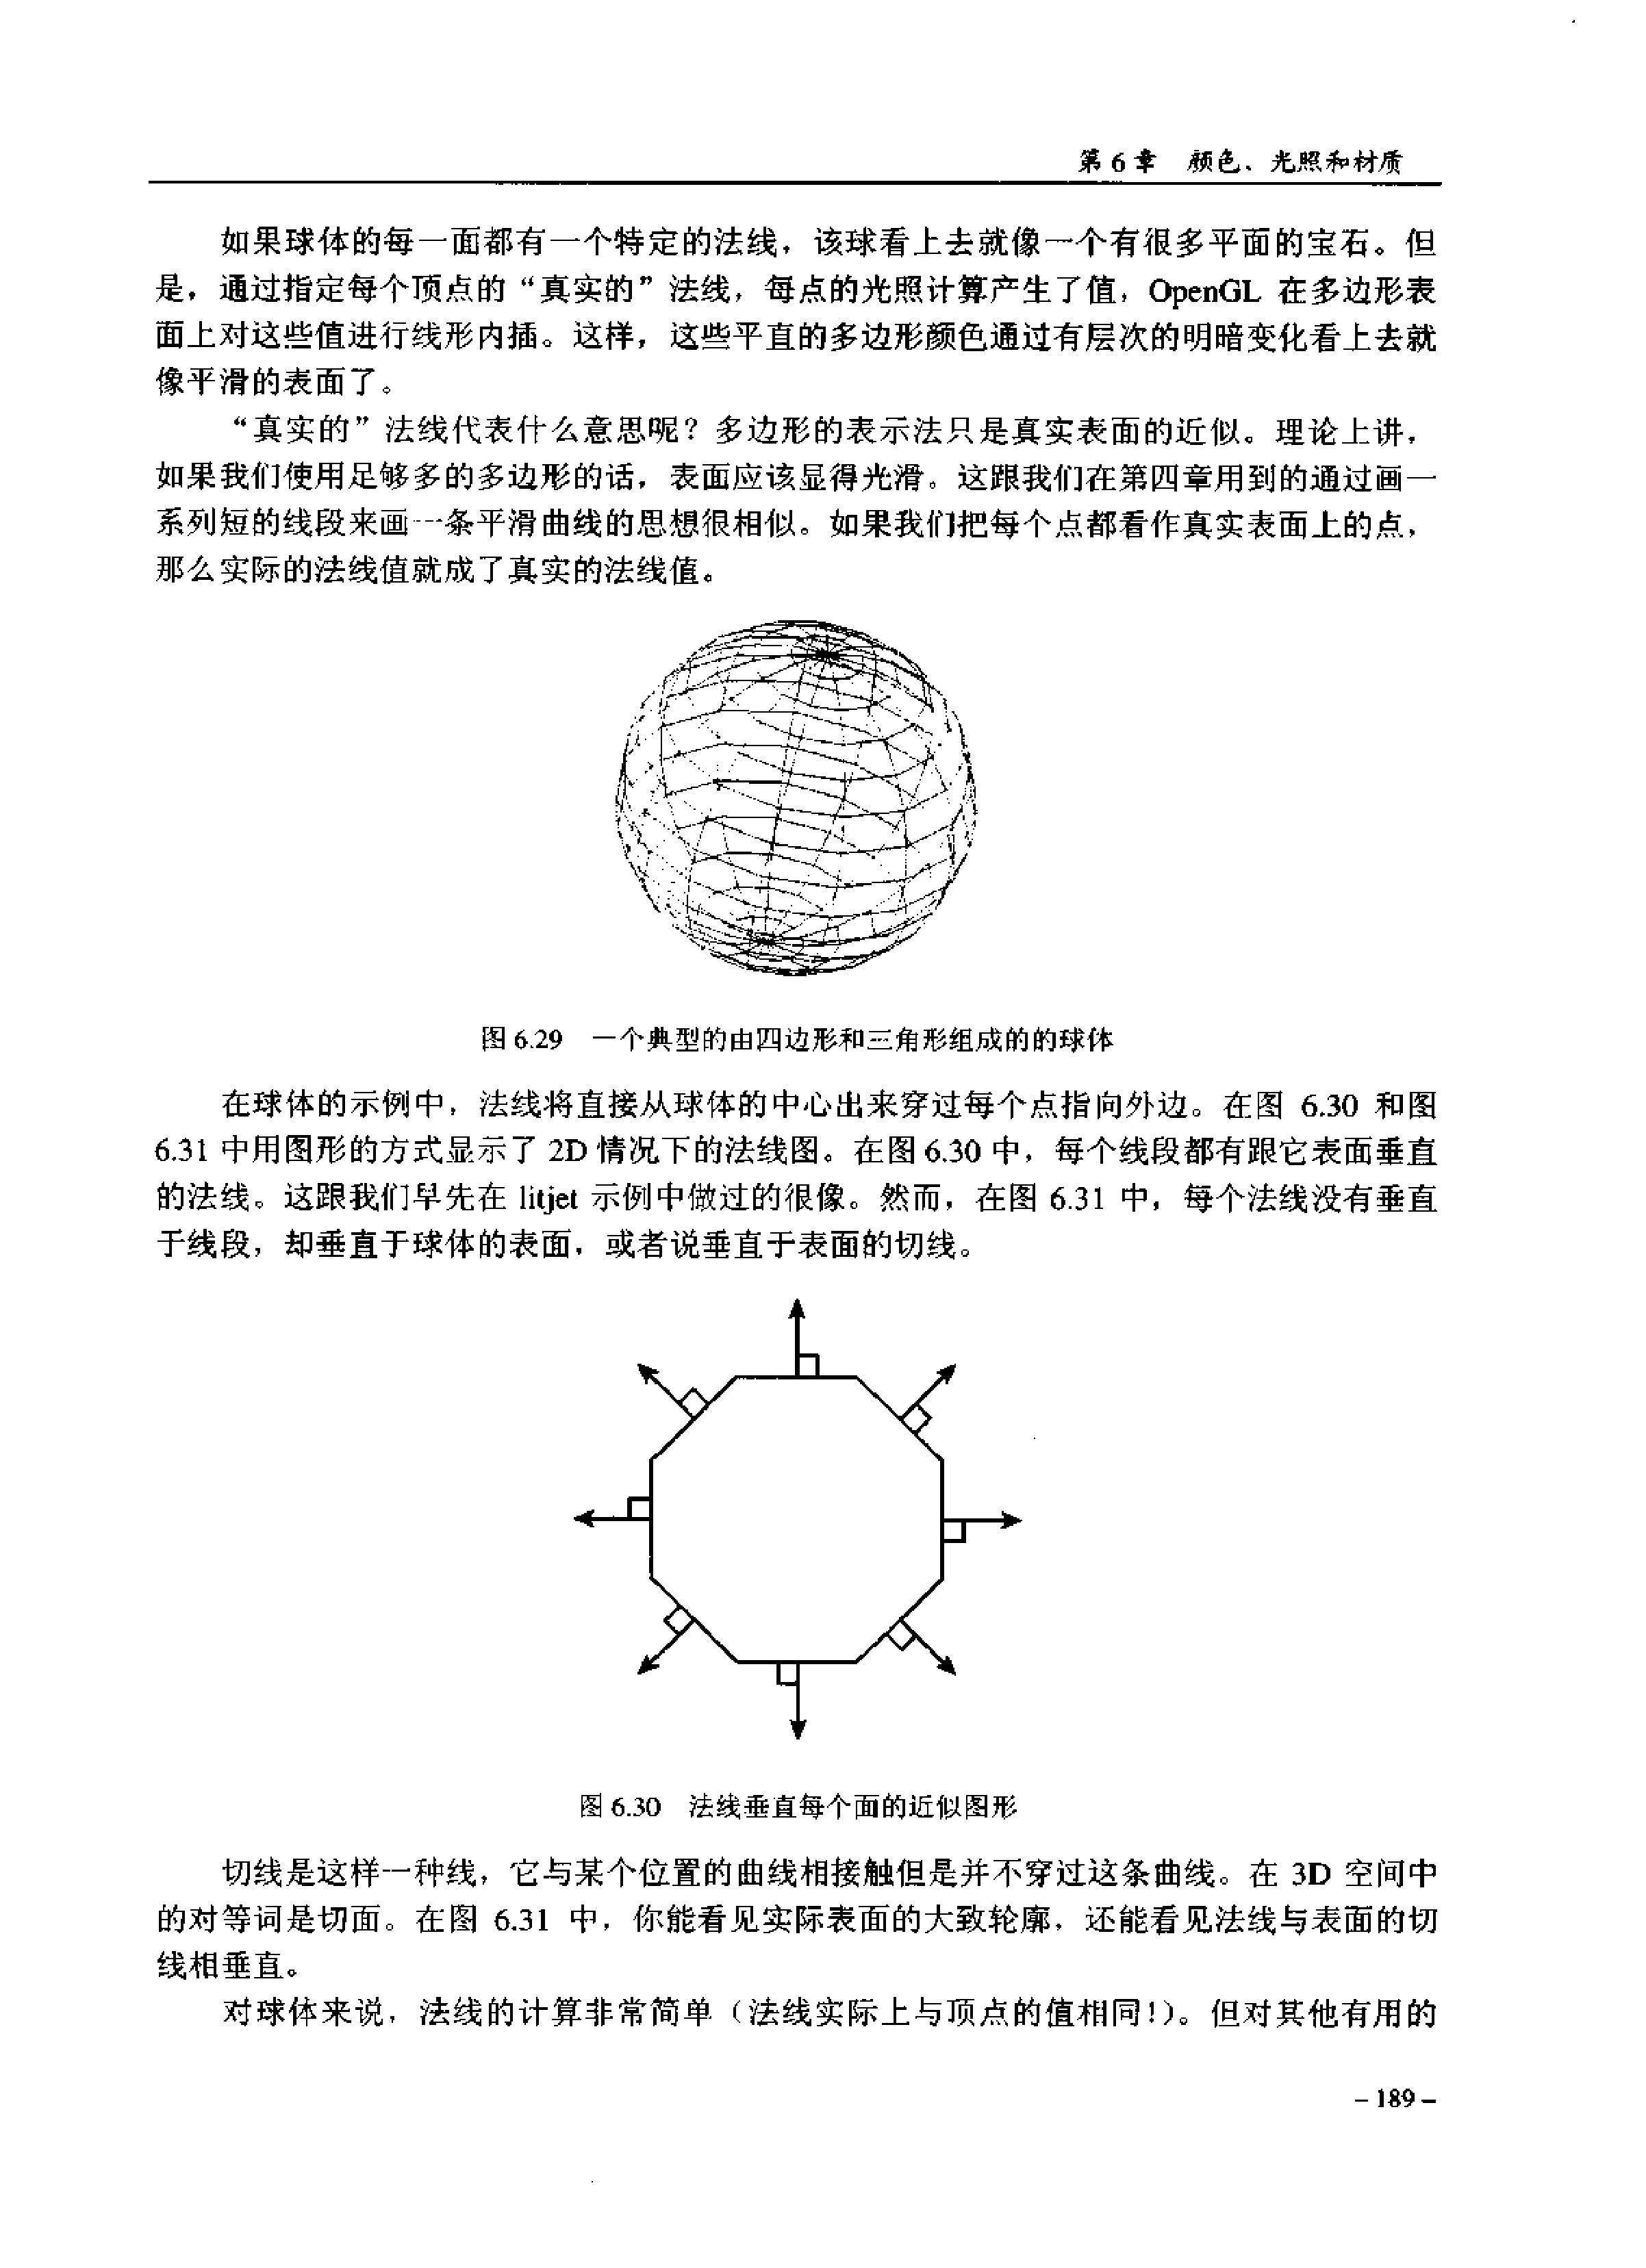 第 6 章 颜色、光照和材质
如果球体的每一面都有一个特定的法线，该球看上去就像一个有很多平面的宝石。但
是，通过指定每个顶点的“真实的”法线，每点的光照计算产生了值，OpenGL 在多边形表
面上对这些值进行线形内插。这样，这些平直的多边形颜色通过有层次的明暗变化看上去就
像平滑的表面了。
“真实的”法线代表什么意思呢？多边形的表示法只是真实表面的近似。理论上讲，
如果我们使用足够多的多边形的话，表面应该显得光滑。这跟我们在第四章用到的通过画一
系列短的线段来画一条平滑曲线的思想很相似。如果我们把每个点都看作真实表面上的点，
那么实际的法线值就成了真实的法线值。
图 6.29 一个典型的由四边形和三角形组成的的球体
在球体的示例中，法线将直接从球体的中心出来穿过每个点指向外边。在图 6.30 和图
6.31 中用图形的方式显示了 2D 情况下的法线图。在图 6.30 中，每个线段都有跟它表面垂直
的法线。这跟我们早先在 litjet 示例中做过的很像。然而，在图 6.31 中，每个法线没有垂直
于线段，却垂直于球体的表面，或者说垂直于表面的切线。
图 6.30 法线垂直每个面的近似图形
切线是这样一种线，它与某个位置的曲线相接触但是并不穿过这条曲线。在 3D 空间中
的对等词是切面。在图 6.31 中，你能看见实际表面的大致轮廓，还能看见法线与表面的切
线相垂直。
对球体来说，法线的计算非常简单（法线实际上与顶点的值相同!）。但对其他有用的
– 189 –